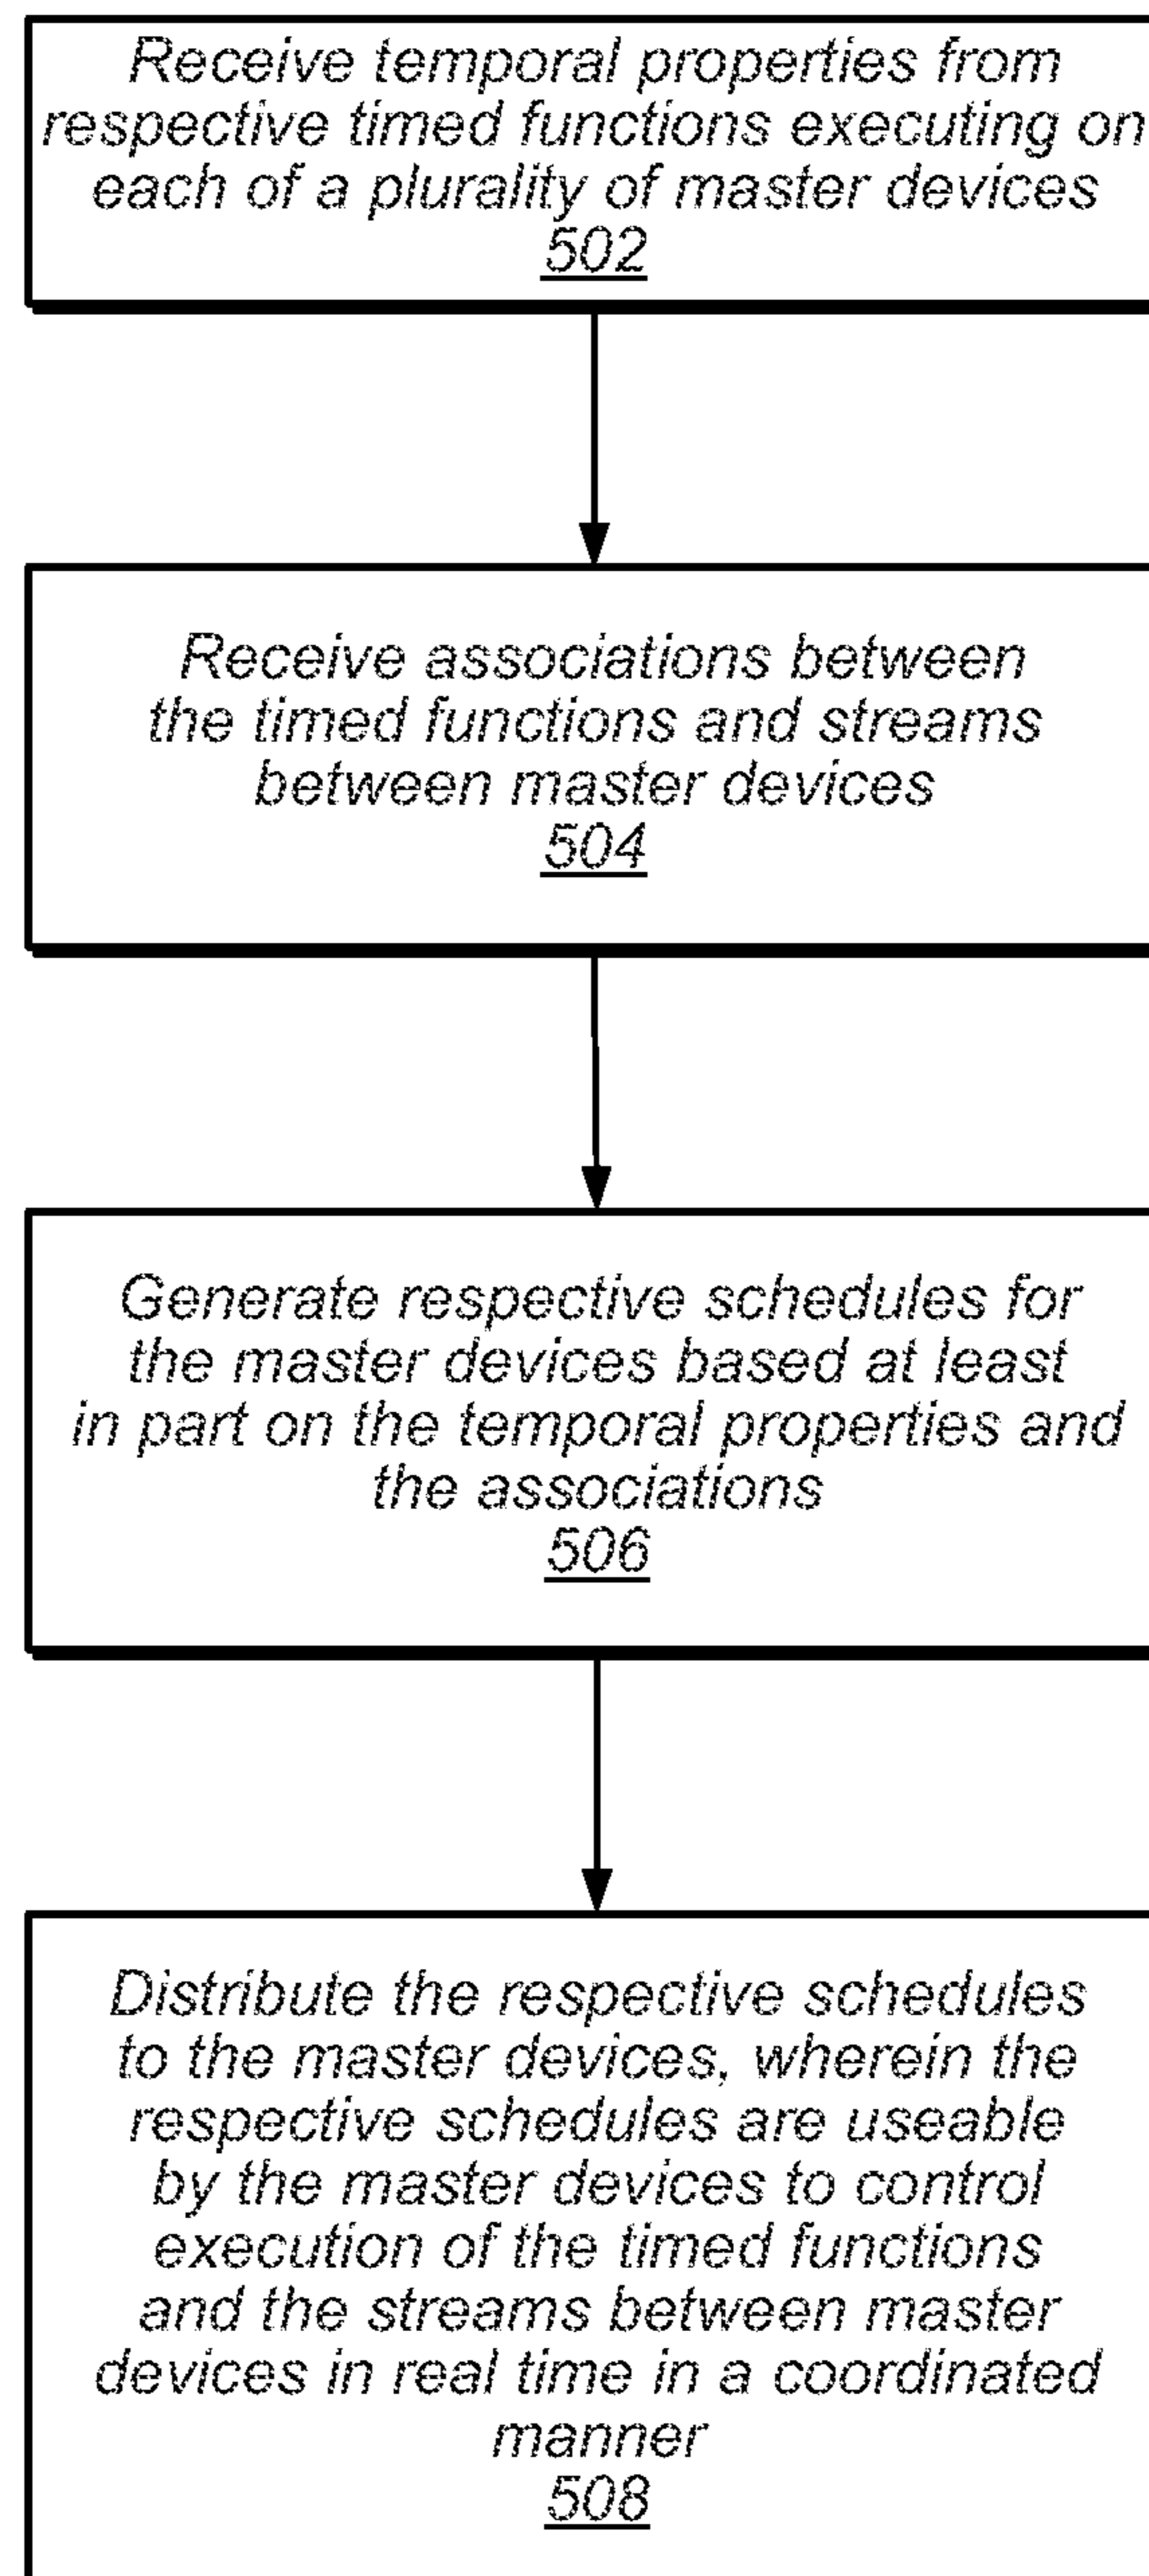 Receive temporal properties from
respective timed functions executing on
each of a plurality of master devices
502
Receive associations between
the timed functions and streams
between master devices
504
Generate respective schedules for
the master devices based at least
in part on the temporal properties and
the associations
506
Distribute the respective schedules
to the master devices, wherein the
respective schedules are useable
by the master devices to control
execution of the timed functions
and the streams between master
devices in real time in a coordinated
manner
508